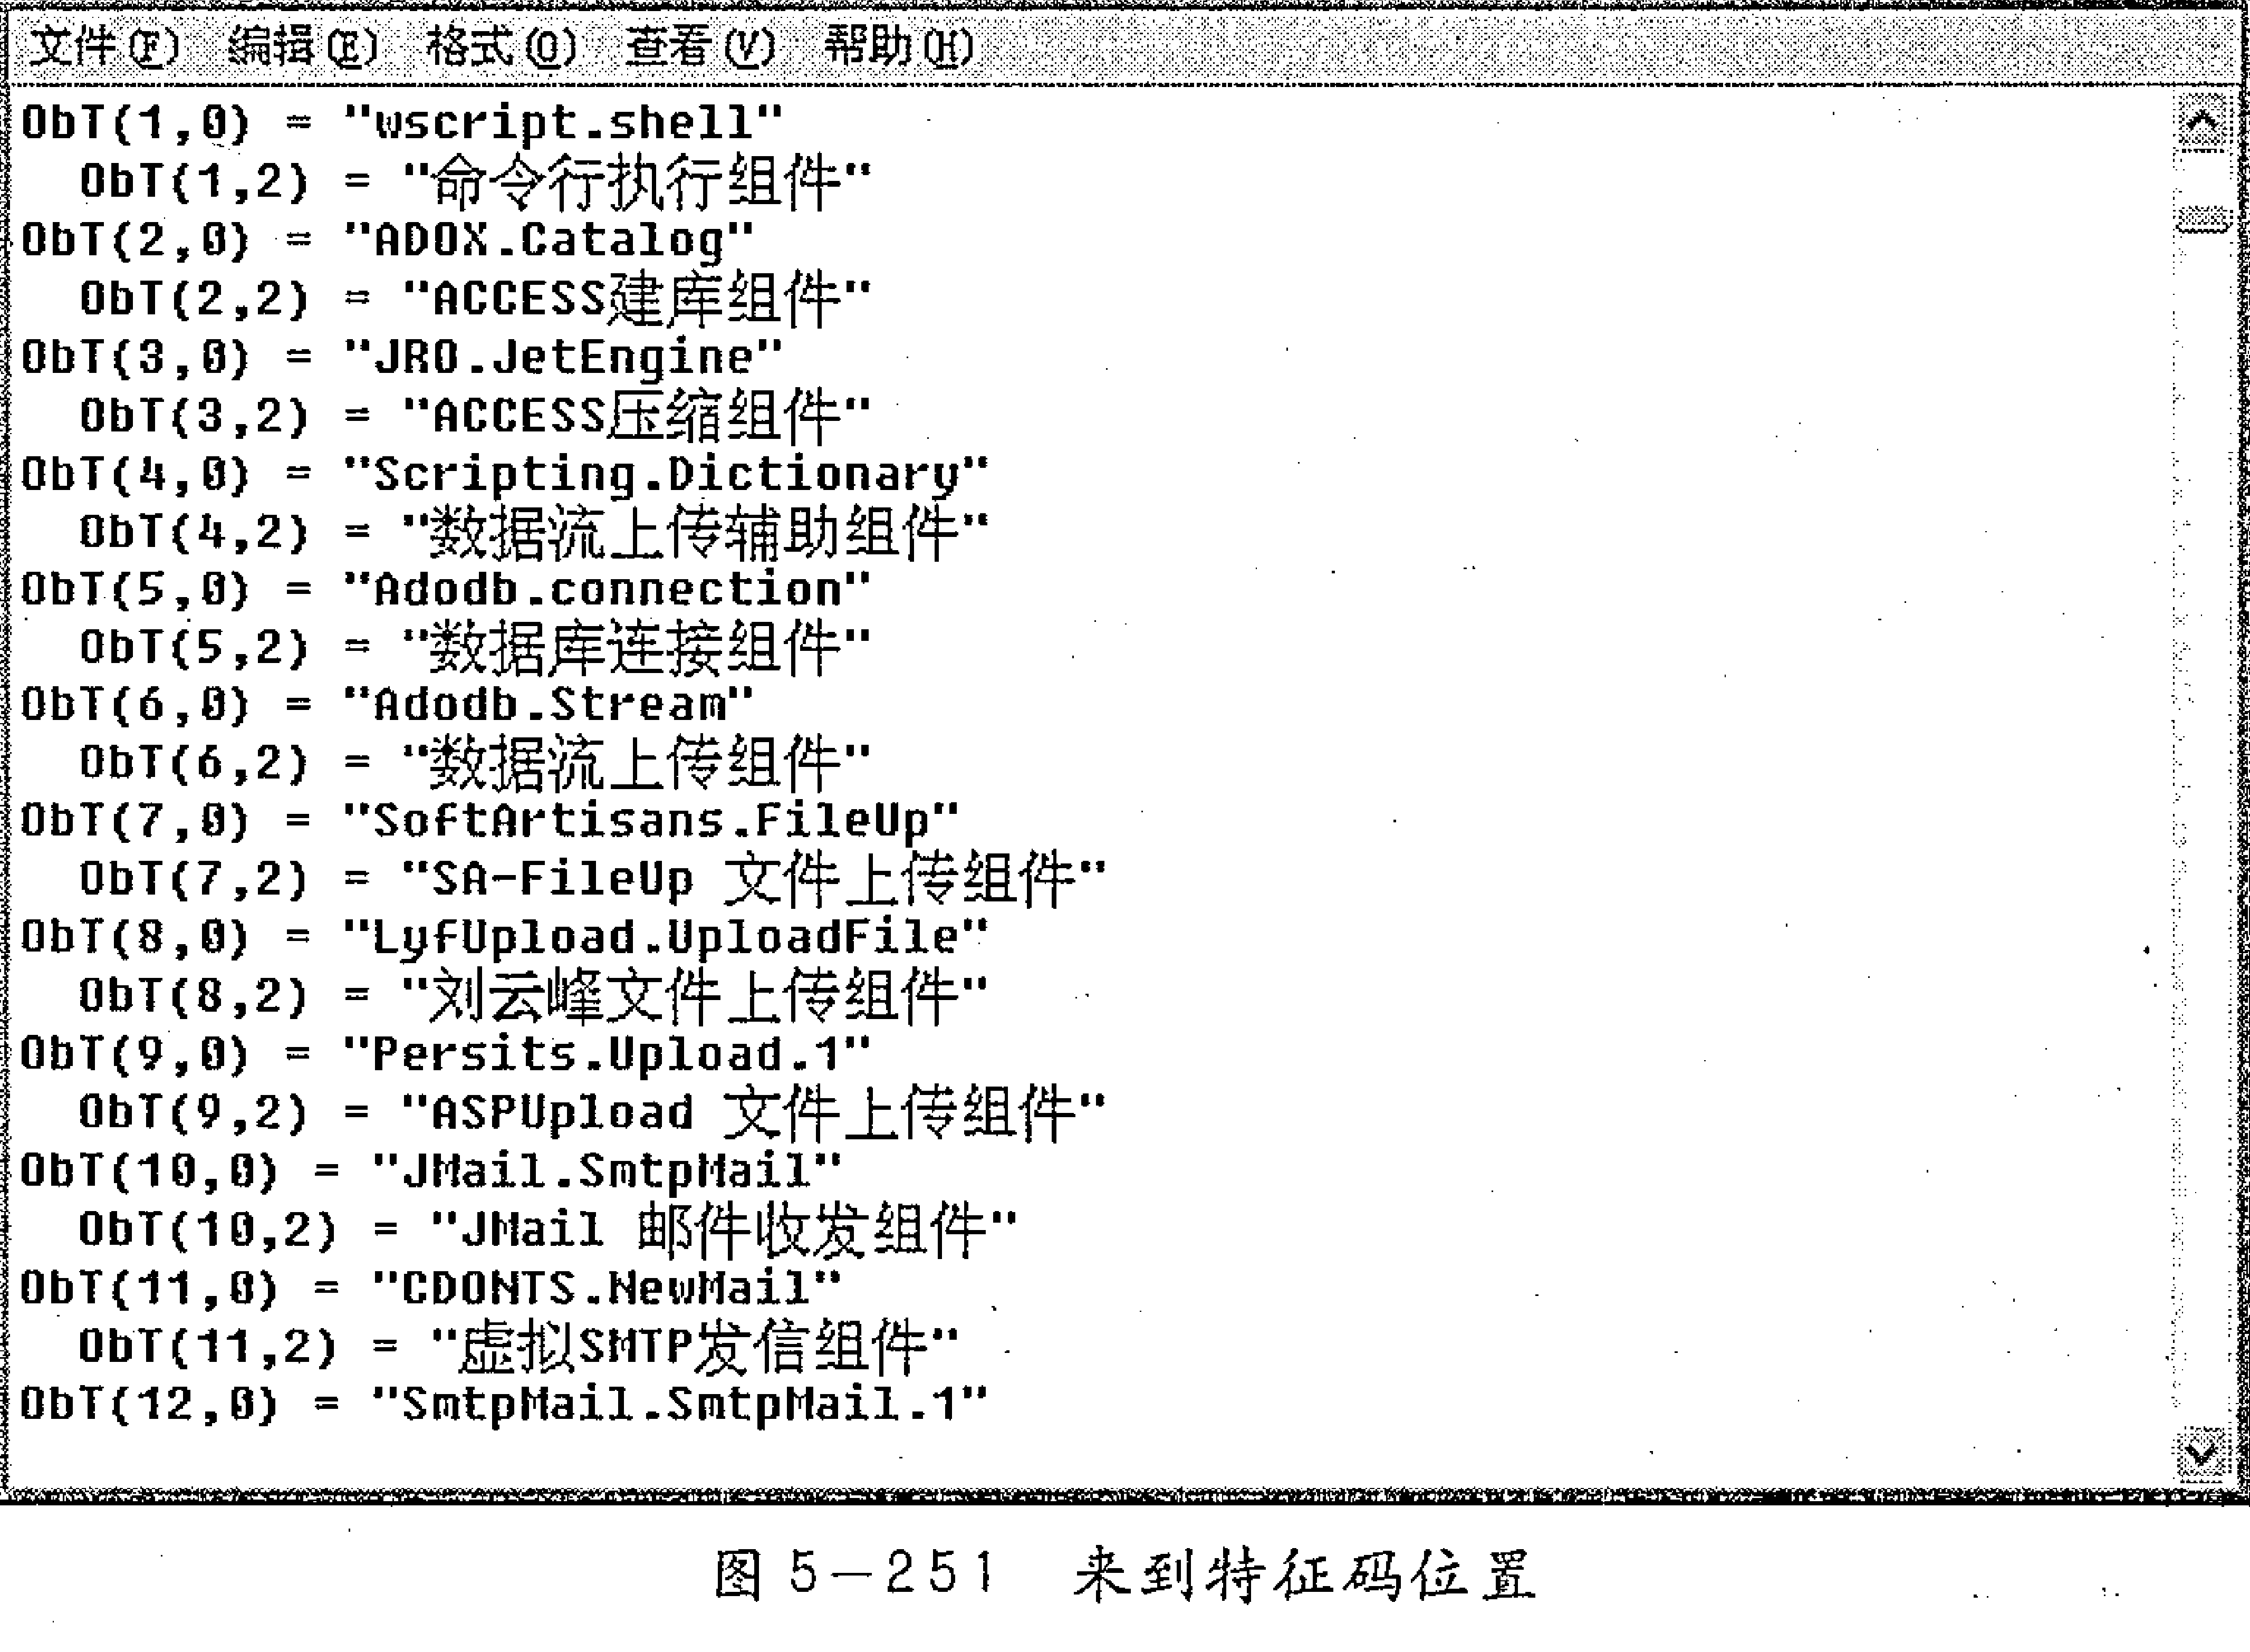 文件(F) 编辑(E) 格式(O) 查看(V) 帮助(H)
ObT(1,0) = "wscript.shell"
ObT(1,2) = "命令行执行组件"
ObT(2,0) = "ADOX.Catalog"
ObT(2,2) = "ACCESS建库组件"
ObT(3,0) = "JRO.JetEngine"
ObT(3,2) = "ACCESS压缩组件"
ObT(4,0) = "Scripting.Dictionary"
ObT(4,2) = "数据流上传辅助组件"
ObT(5,0) = "Adodb.connection"
ObT(5,2) = "数据库连接组件"
ObT(6,0) = "Adodb.Stream"
ObT(6,2) = "数据流上传组件"
ObT(7,0) = "SoftArtisans.FileUp"
ObT(7,2) = "SA-FileUp 文件上传组件"
ObT(8,0) = "LyfUpload.UploadFile"
ObT(8,2) = "刘云峰文件上传组件"
ObT(9,0) = "Persits.Upload.1"
ObT(9,2) = "ASPUpload 文件上传组件"
ObT(10,0) = "JMail.SmtpMail"
ObT(10,2) = "JMail 邮件收发组件"
ObT(11,0) = "CDONTS.NewMail"
ObT(11,2) = "虚拟SMTP发信组件"
ObT(12,0) = "SmtpMail.SmtpMail.1"
图 5-251 来到特征码位置